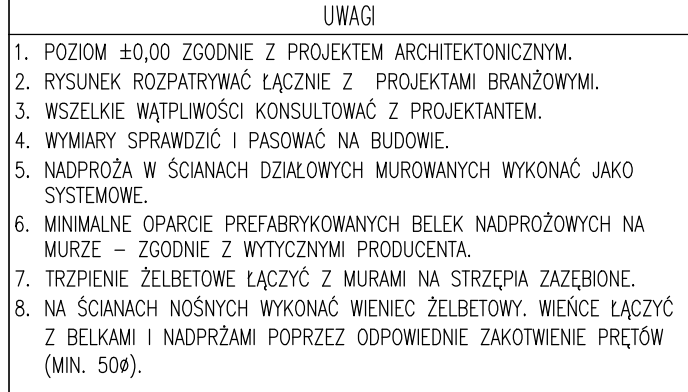 UWAGI
1. POZIOM ±0,00 ZGODNIE Z PROJEKTEM ARCHITEKTONICZNYM.
2. RYSUNEK ROZPATRYWAĆ ŁĄCZNIE Z PROJEKTAMI BRANŻOWYMI.
3. WSZELKIE WĄTPLIWOŚCI KONSULTOWAĆ Z PROJEKTANTEM.
4. WYMIARY SPRAWDZIĆ I PASOWAĆ NA BUDOWIE.
5. NADPROŻA W ŚCIANACH DZIAŁOWYCH MUROWANYCH WYKONAĆ JAKO
SYSTEMOWE.
6. MINIMALNE OPARCIE PREFABRYKOWANYCH BELEK NADPROŻOWYCH NA
MURZE – ZGODNIE Z WYTYCZNYMI PRODUCENTA.
7. TRZPIENIE ŻELBETOWE ŁĄCZYĆ Z MURAMI NA STRZĘPIA ZAZĘBIONE.
8. NA ŚCIANACH NOŚNYCH WYKONAĆ WIENIEC ŻELBETOWY. WIEŃCE ŁĄCZYĆ
Z BELKAMI I NADPRŻAMI POPRZEZ ODPOWIEDNIE ZAKOTWIENIE PRĘTÓW
(MIN. 50ø).